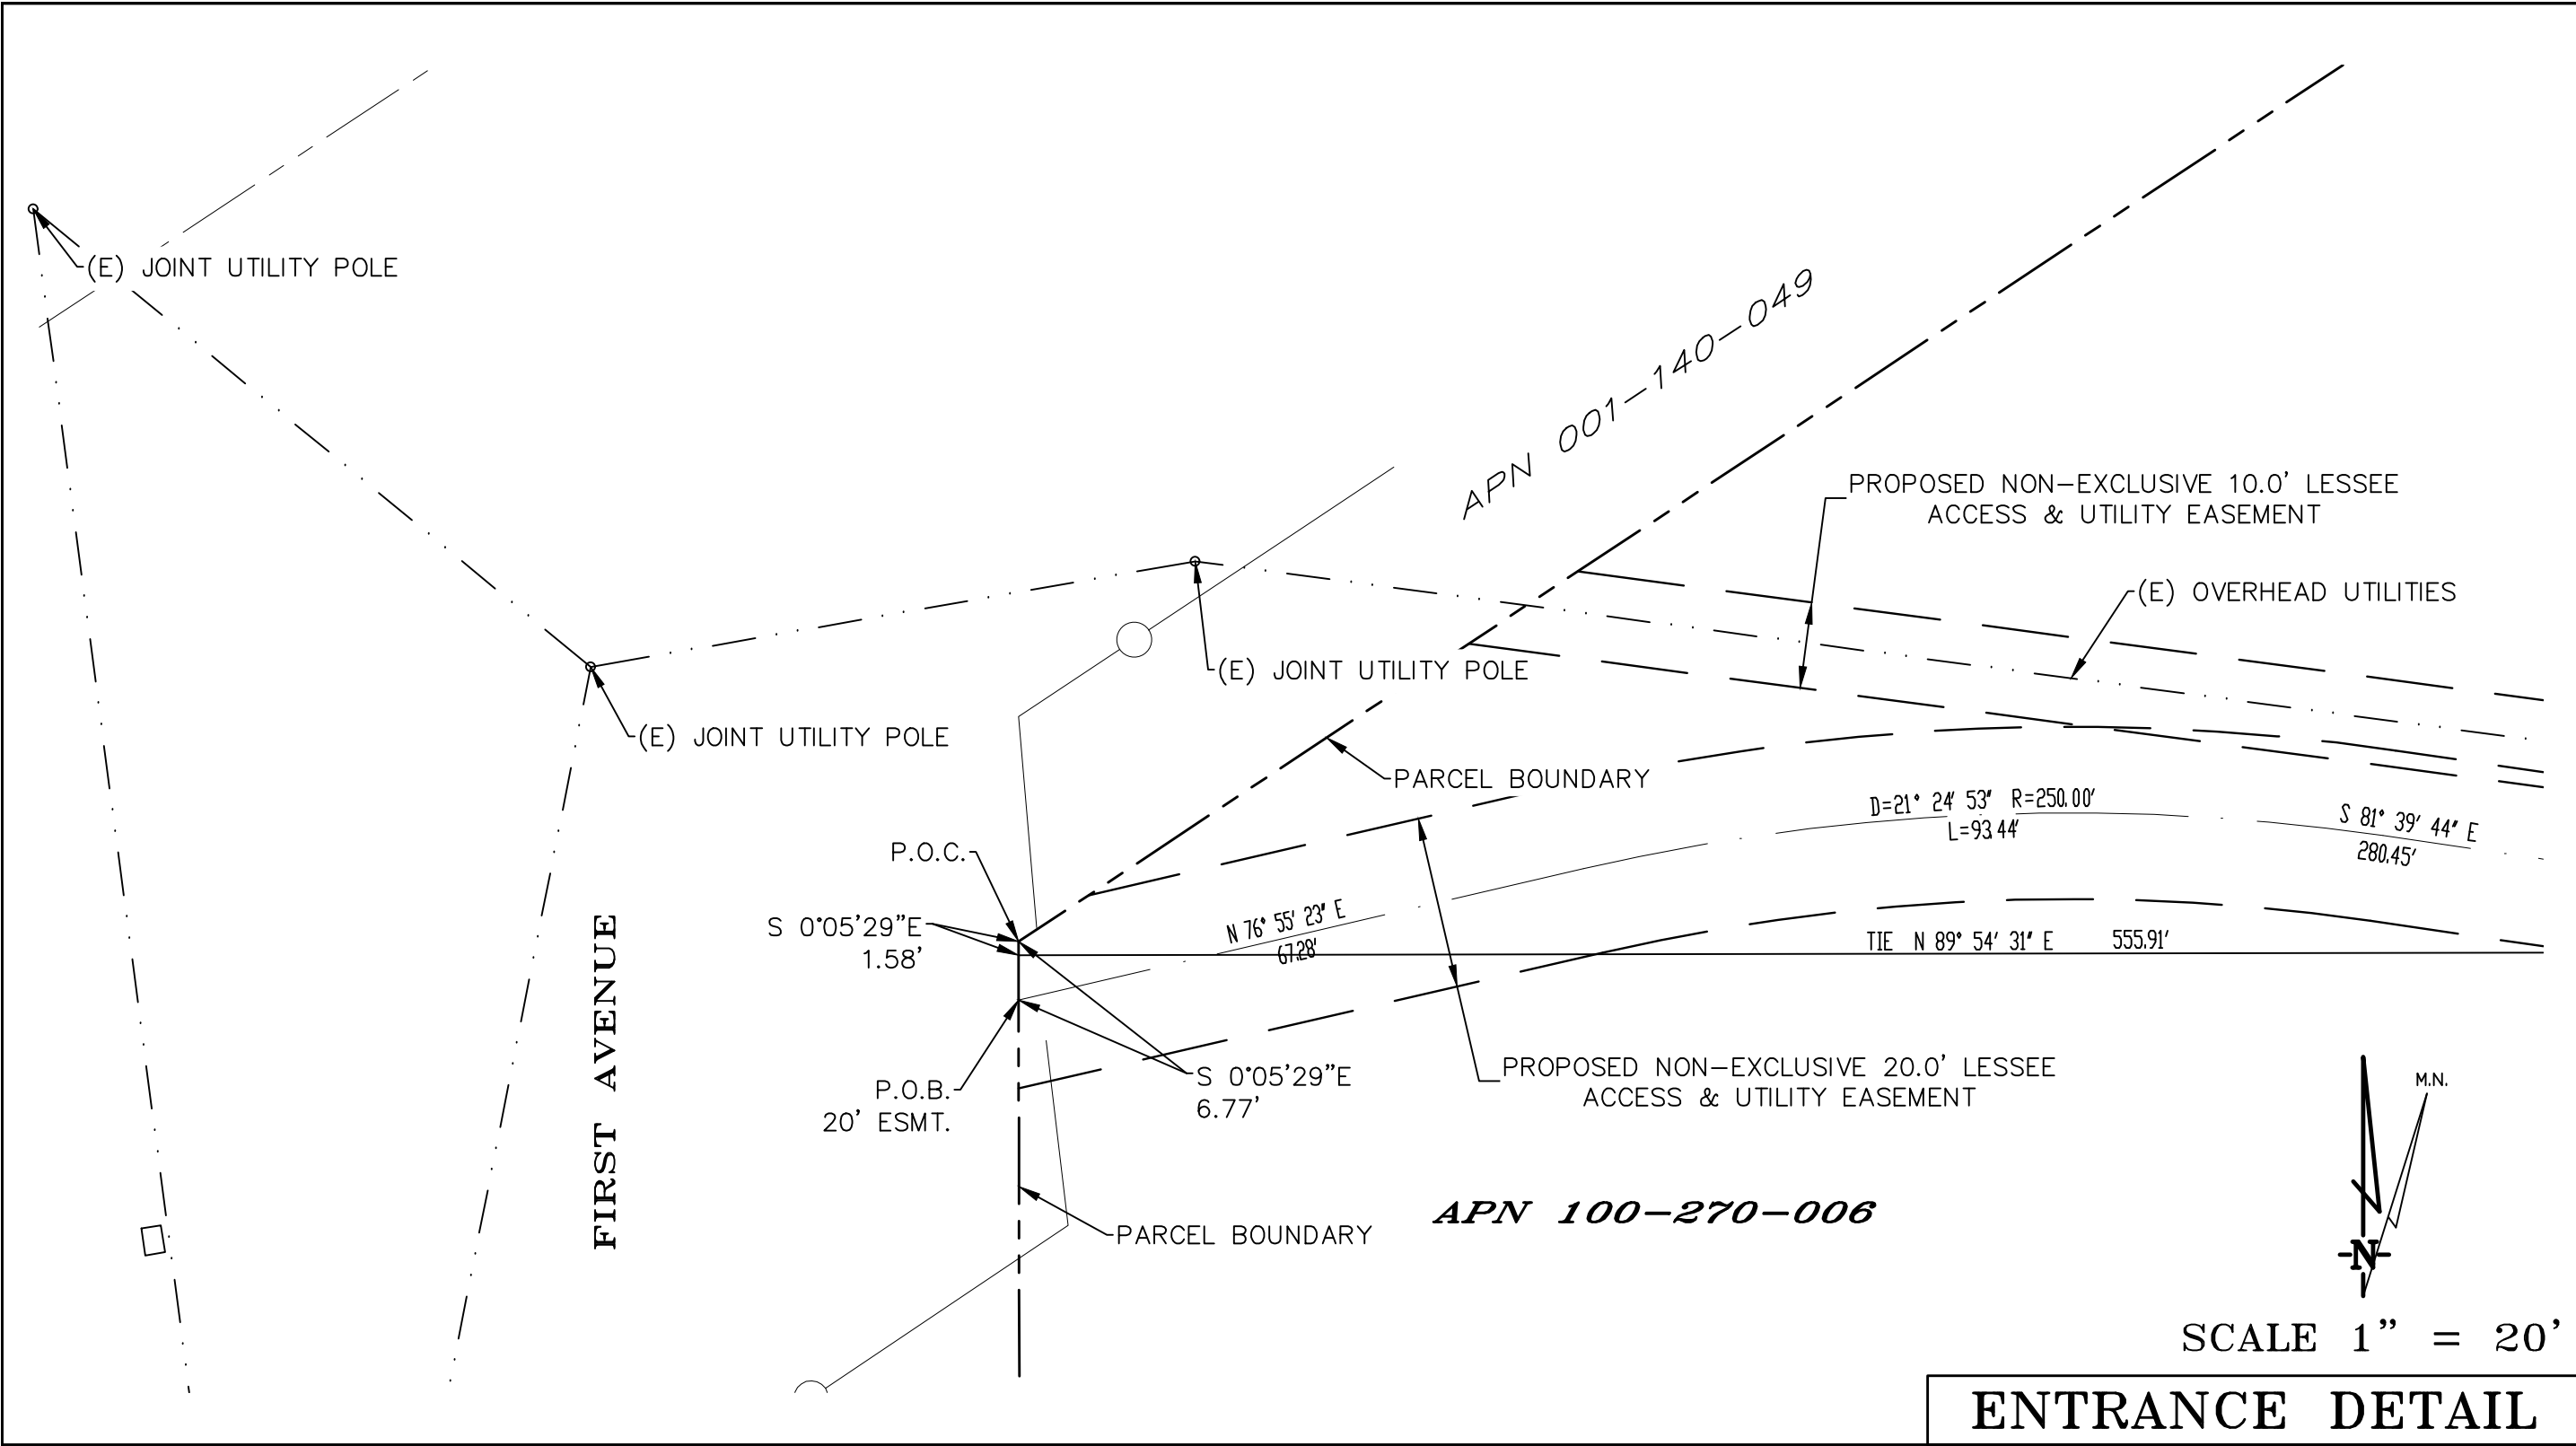 (E) JOINT UTILITY POLE
APN 001-140-049
PROPOSED NON-EXCLUSIVE 10.0' LESSEE
ACCESS & UTILITY EASEMENT
(E) OVERHEAD UTILITIES
(E) JOINT UTILITY POLE
(E) JOINT UTILITY POLE
PARCEL BOUNDARY
D=21° 24' 53" R=250.00'
L=93.44'
S 81° 39' 44" E
280.45'
P.O.C.
S 0°05'29"E
1.58'
N 76° 55' 23" E
67.28'
TIE N 89° 54' 31" E 555.91'
FIRST AVENUE
P.O.B.
20' ESMT.
S 0°05'29"E
6.77'
PROPOSED NON-EXCLUSIVE 20.0' LESSEE
ACCESS & UTILITY EASEMENT
M.N.
PARCEL BOUNDARY
APN 100-270-006
-N-
SCALE 1" = 20'
ENTRANCE DETAIL